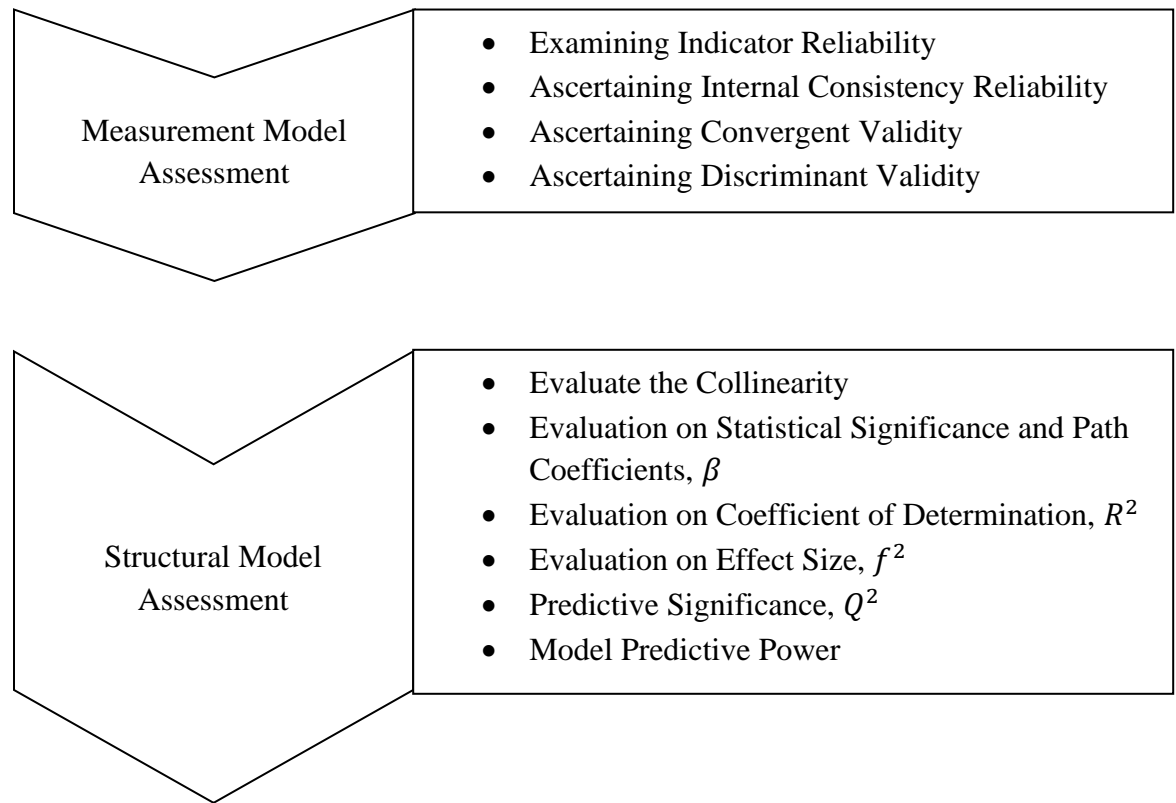 Measurement Model
Assessment
• Examining Indicator Reliability
• Ascertaining Internal Consistency Reliability
• Ascertaining Convergent Validity
• Ascertaining Discriminant Validity
Structural Model
Assessment
• Evaluate the Collinearity
• Evaluation on Statistical Significance and Path
Coefficients, β
• Evaluation on Coefficient of Determination, R²
• Evaluation on Effect Size, f²
• Predictive Significance, Q²
• Model Predictive Power